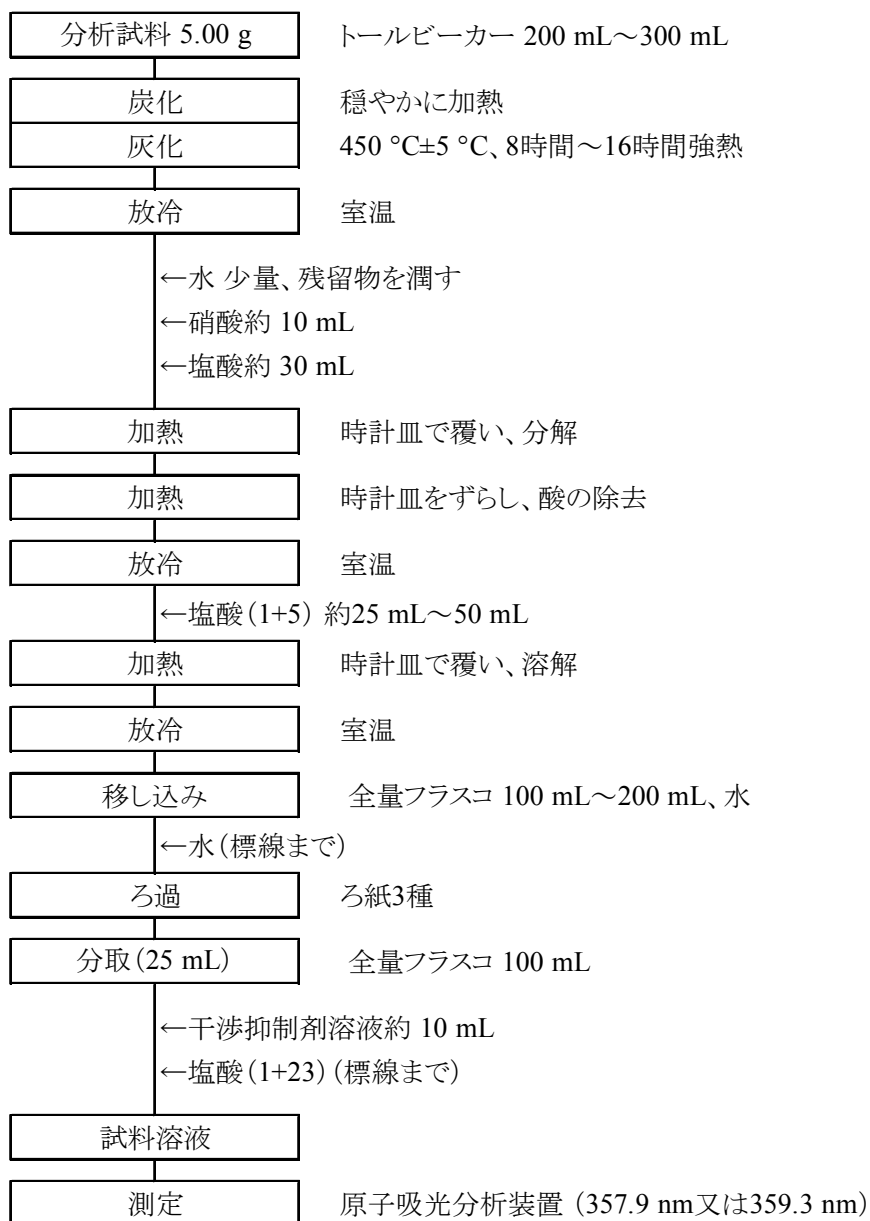 分析試料 5.00 g トールビーカー 200 mL～300 mL
炭化 穏やかに加熱
灰化 450 °C±5 °C、8時間～16時間強熱
放冷 室温
←水 少量、残留物を潤す
←硝酸約 10 mL
←塩酸約 30 mL
加熱 時計皿で覆い、分解
加熱 時計皿をずらし、酸の除去
放冷 室温
←塩酸（1+5） 約25 mL～50 mL
加熱 時計皿で覆い、溶解
放冷 室温
移し込み 全量フラスコ 100 mL～200 mL、水
←水（標線まで）
ろ過 ろ紙3種
分取（25 mL） 全量フラスコ 100 mL
←干渉抑制剤溶液約 10 mL
←塩酸（1+23）（標線まで）
試料溶液
測定 原子吸光分析装置 （357.9 nm又は359.3 nm）